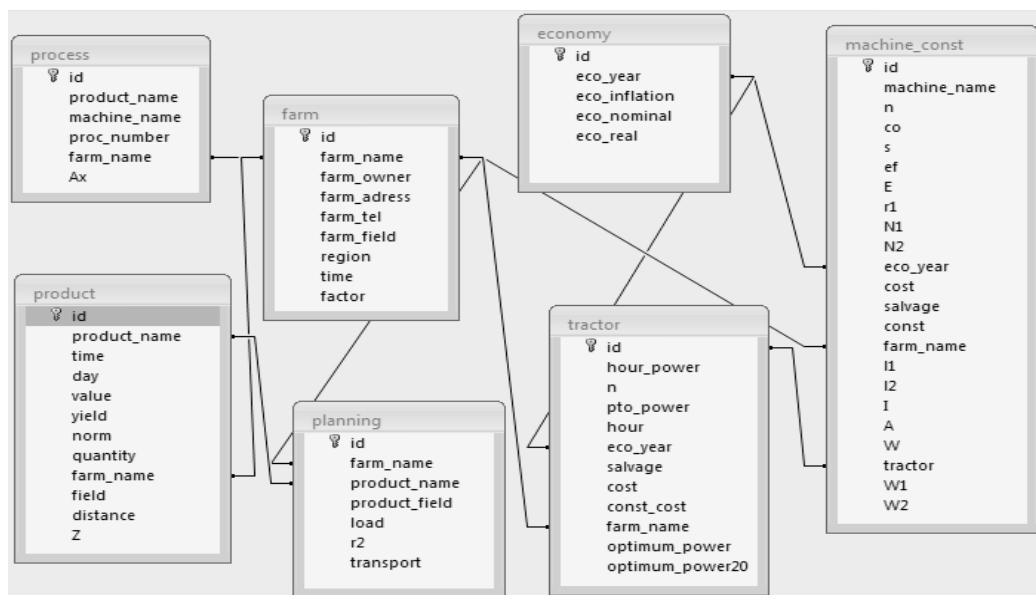 process
id
product_name
machine_name
proc_number
farm_name
Ax
farm
id
farm_name
farm_owner
farm_adress
farm_tel
farm_field
region
time
factor
economy
id
eco_year
eco_inflation
eco_nominal
eco_real
machine_const
id
machine_name
n
co
s
ef
E
r1
N1
N2
eco_year
cost
salvage
const
farm_name
I1
I2
I
A
W
tractor
W1
W2
product
id
product_name
time
day
value
yield
norm
quantity
farm_name
field
distance
Z
planning
id
farm_name
product_name
product_field
load
r2
transport
tractor
id
hour_power
n
pto_power
hour
eco_year
salvage
cost
const_cost
farm_name
optimum_power
optimum_power20